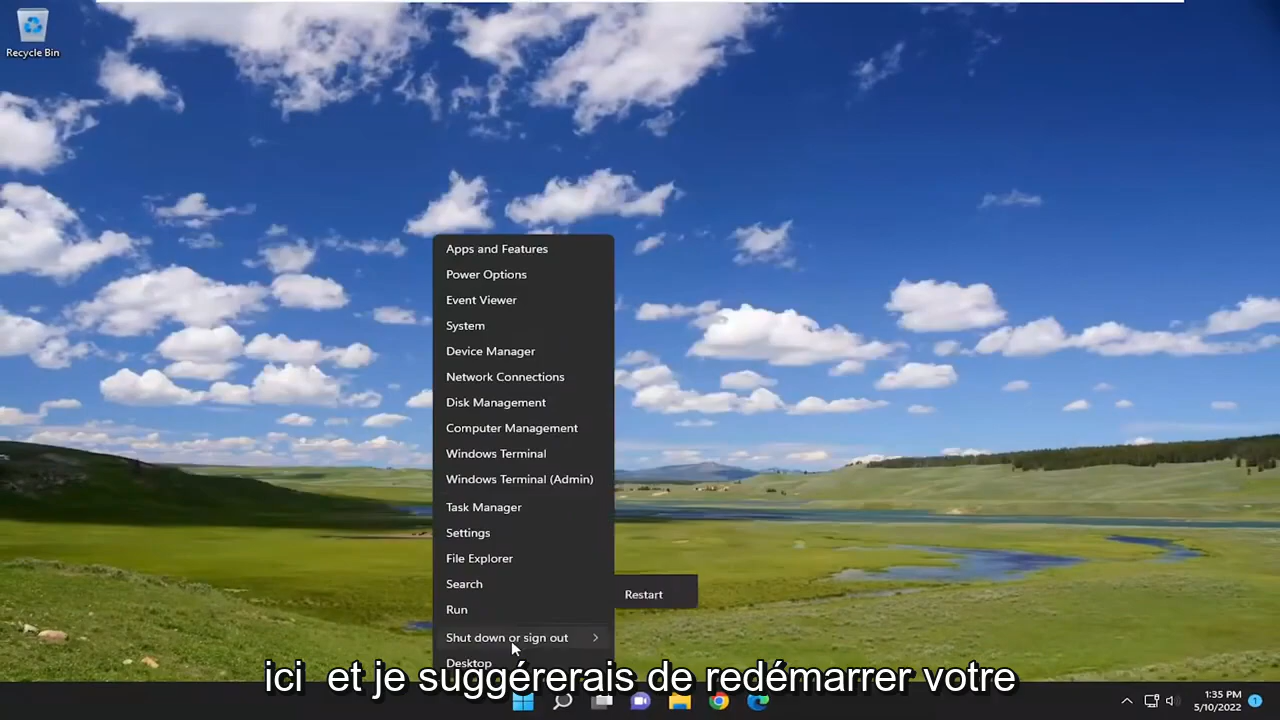 Recycle Bin
Apps and Features
Power Options
Event Viewer
System
Device Manager
Network Connections
Disk Management
Computer Management
Windows Terminal
Windows Terminal (Admin)
Task Manager
Settings
File Explorer
Search
Restart
Run
Shut down or sign out
Desktop
ici et je suggérerais de redémarrer votre
1:35 PM
5/10/2022
1